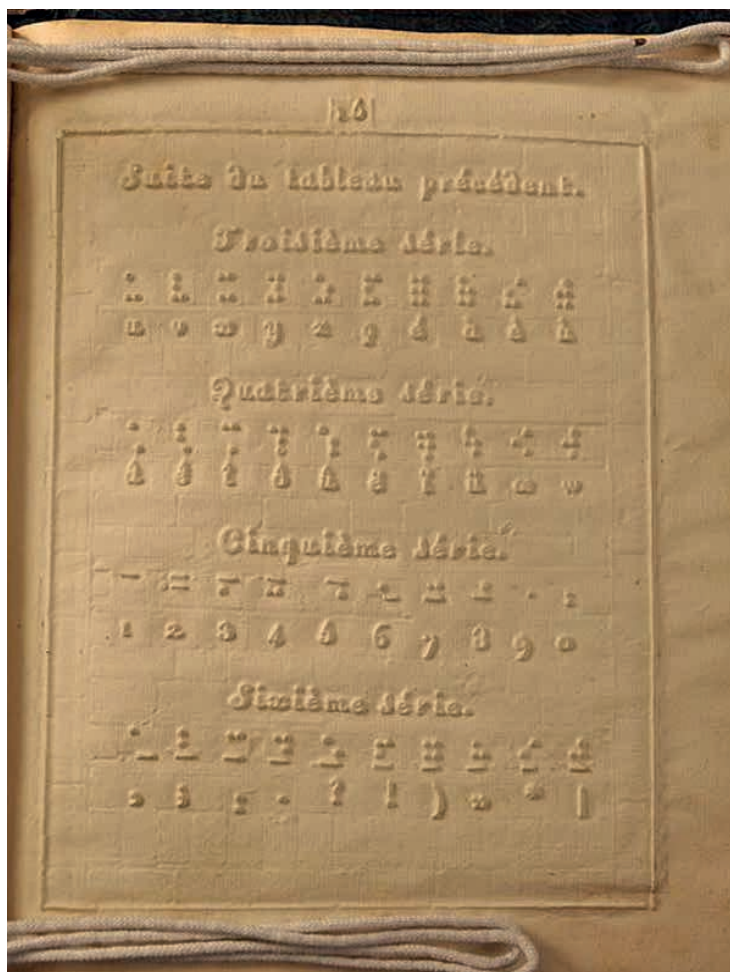 |16|
Suite du tableau précédent.
Troisième série.
u v x y z ç é à è ù
Quatrième série.
â ê î ô û ë ï ü œ w
Cinquième série.
1 2 3 4 5 6 7 8 9 0
Sixième série.
, ; : . ? ! ) « * |